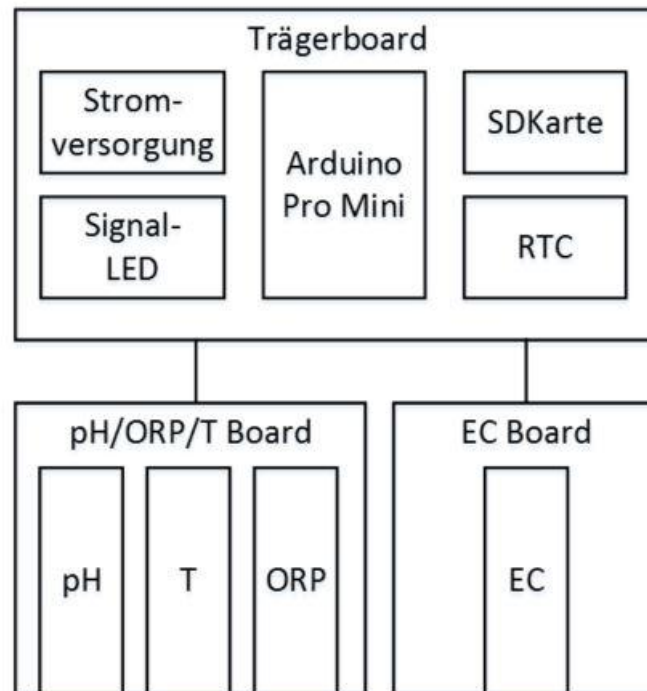 Trägerboard
Strom-
versorgung
Arduino
Pro Mini
SDKarte
Signal-
LED
RTC
pH/ORP/T Board
pH
T
ORP
EC Board
EC